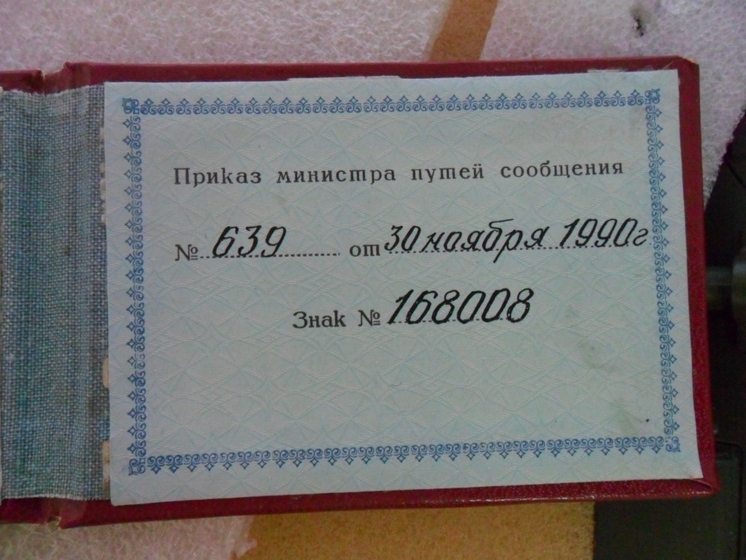 Приказ министра путей сообщения
№ 639 от 30 ноября 1990г
Знак № 168008